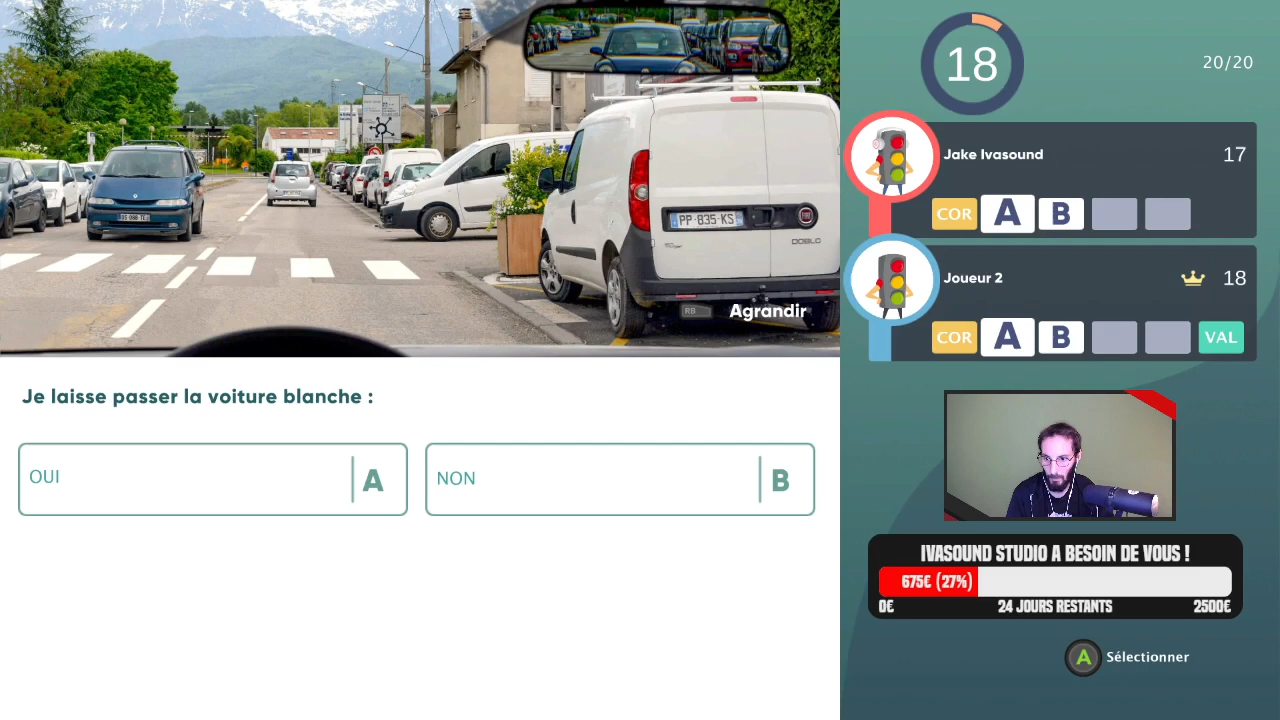 18
20/20
Jake Ivasound
17
COR
A
B
Joueur 2
18
COR
A
B
VAL
PP-835-KS
DOBLO
RB
Agrandir
Je laisse passer la voiture blanche :
OUI
A
NON
B
IVASOUND STUDIO A BESOIN DE VOUS !
675€ (27%)
0€
24 JOURS RESTANTS
2500€
A
Sélectionner